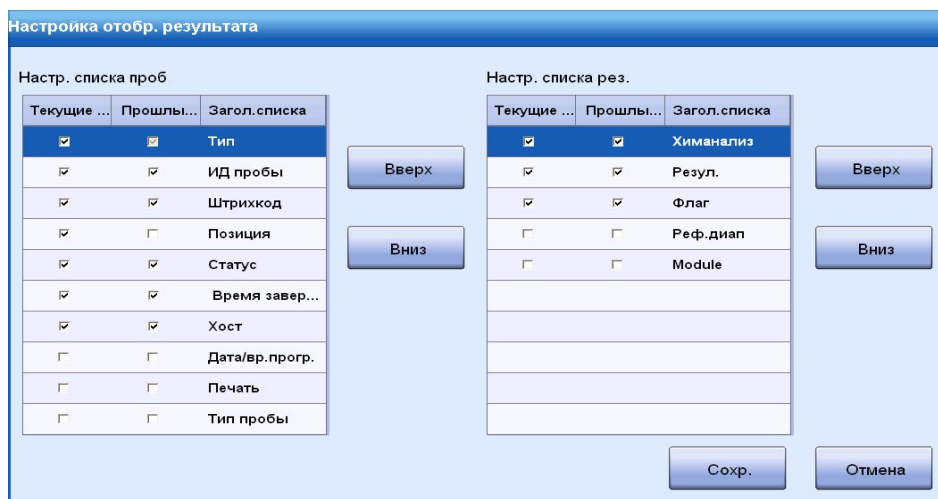 Настройка отобр. результата
Настр. списка проб
Текущие ... Прошлы... Загол.списка
Тип
ИД пробы
Штрихкод
Позиция
Статус
Время завер...
Хост
Дата/вр.прогр.
Печать
Тип пробы
Вверх
Вниз
Настр. списка рез.
Текущие ... Прошлы... Загол.списка
Химанализ
Резул.
Флаг
Реф.диап
Module
Вверх
Вниз
Сохр.
Отмена